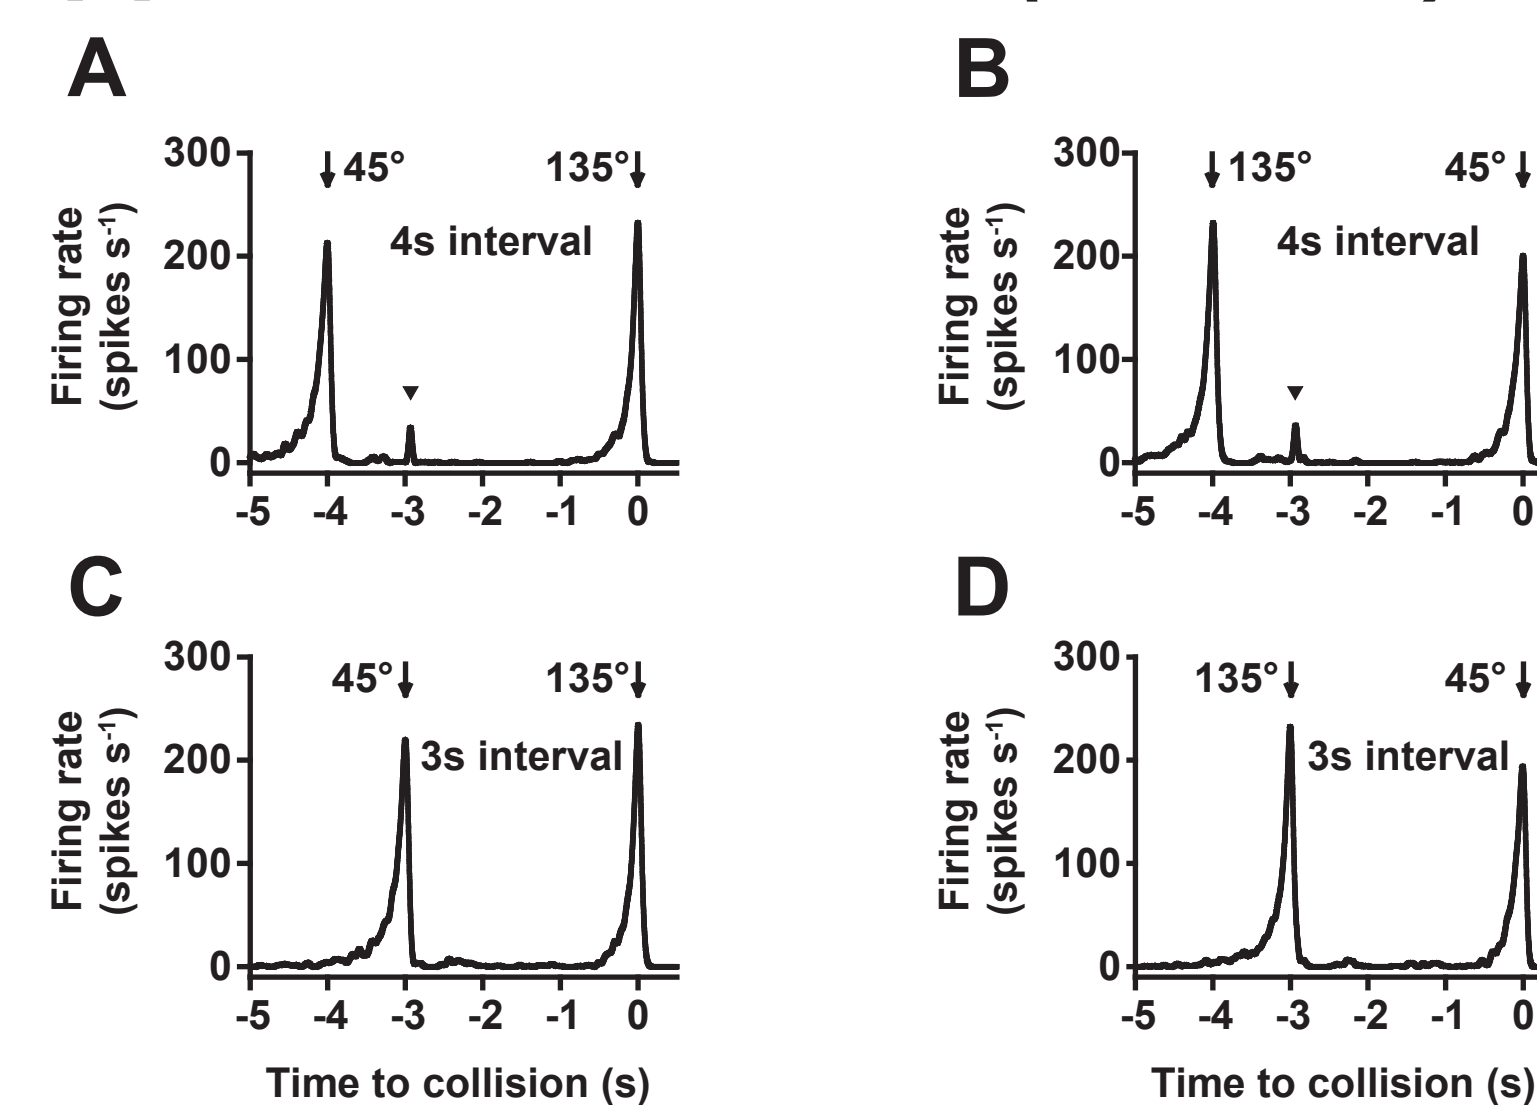 A
B
300
45°
135°
300
135°
45°
200
4s interval
200
4s interval
Firing rate
(spikes s-1)
Firing rate
(spikes s-1)
100
100
0
0
-5 -4 -3 -2 -1 0
-5 -4 -3 -2 -1 0
C
D
300
45°
135°
300
135°
45°
200
3s interval
200
3s interval
Firing rate
(spikes s-1)
Firing rate
(spikes s-1)
100
100
0
0
-5 -4 -3 -2 -1 0
-5 -4 -3 -2 -1 0
Time to collision (s)
Time to collision (s)